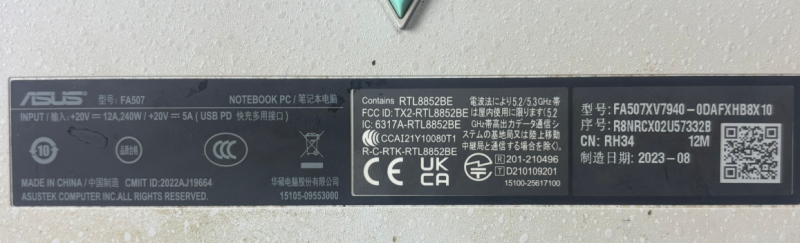 ASUS 型号: FA507 NOTEBOOK PC / 笔记本电脑
INPUT / 输入: +20V ⎓ 12A, 240W / +20V ⎓ 5A ( USB PD 快充多用接口)
10
品质合格
CCC
MADE IN CHINA / 中国制造 CMIIT ID: 2022AJ19664
ASUSTEK COMPUTER INC. ALL RIGHTS RESERVED.
华硕电脑股份有限公司
15105-09553000
Contains RTL8852BE
FCC ID: TX2-RTL8852BE
IC: 6317A-RTL8852BE
CCAI21Y10080T1
R-C-RTK-RTL8852BE
CE UK CA
電波法により5.2/5.3GHz帯
は屋内使用に限ります(5.2
GHz帯高出力データ通信シ
ステムの基地局又は陸上移動
中継局と通信する場合を
除く)。
R 201-210496
T D210109201
15100-25617100
型号: FA507XV7940-0DAFXHB8X10
序号: R8NRCX02U57332B
CN: RH34 12M
制造日期: 2023-08